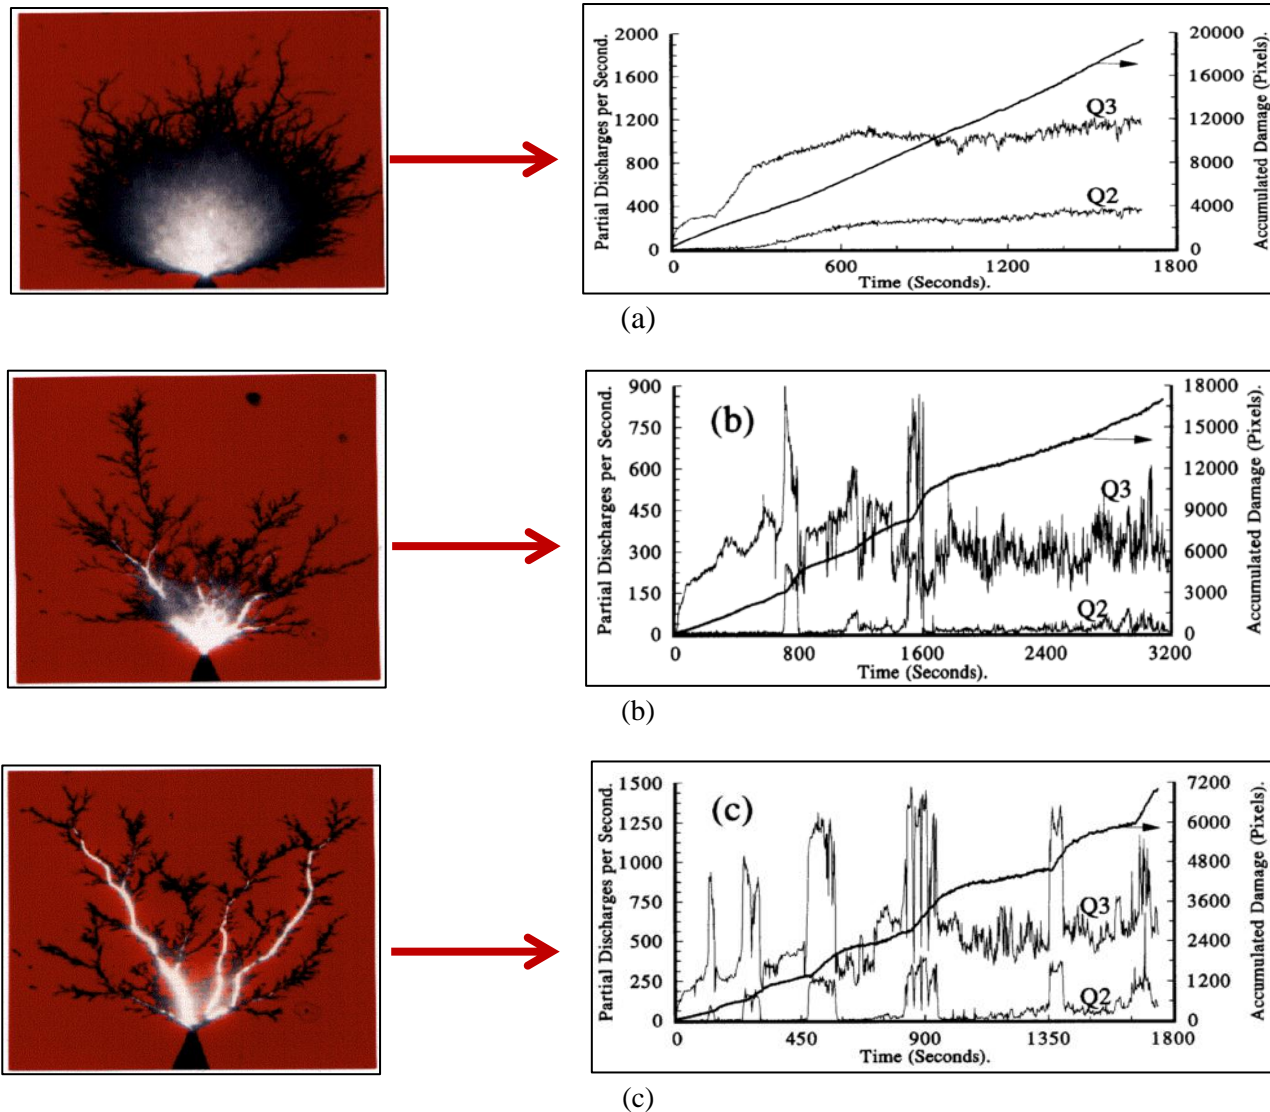 Partial Discharges per Second.
2000
1600
1200
800
400
0
0
600
1200
1800
Time (Seconds).
20000
16000
12000
8000
4000
0
Accumulated Damage (Pixels).
Q3
Q2
(a)
Partial Discharges per Second.
900
750
600
450
300
150
0
0
800
1600
2400
3200
Time (Seconds).
18000
15000
12000
9000
6000
3000
0
Accumulated Damage (Pixels).
(b)
Q3
Q2
(b)
Partial Discharges per Second.
1500
1250
1000
750
500
250
0
0
450
900
1350
1800
Time (Seconds).
7200
6000
4800
3600
2400
1200
0
Accumulated Damage (Pixels).
(c)
Q3
Q2
(c)